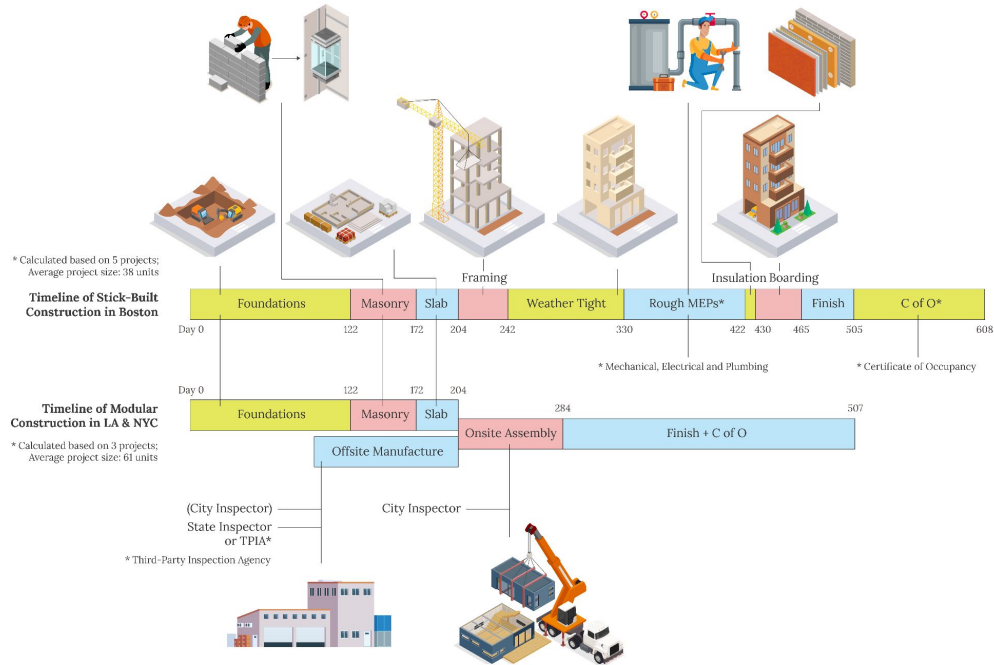 * Calculated based on 5 projects;
Average project size: 38 units
Framing
Insulation Boarding
Timeline of Stick-Built
Construction in Boston
Foundations
Masonry
Slab
Weather Tight
Rough MEPs*
Finish
C of O*
Day 0
122
172
204
242
330
422
430
465
505
608
* Mechanical, Electrical and Plumbing
* Certificate of Occupancy
Day 0
122
172
204
284
507
Timeline of Modular
Construction in LA & NYC
Foundations
Masonry
Slab
Onsite Assembly
Finish + C of O
* Calculated based on 3 projects;
Average project size: 61 units
Offsite Manufacture
(City Inspector)
State Inspector
or TPIA*
City Inspector
* Third-Party Inspection Agency